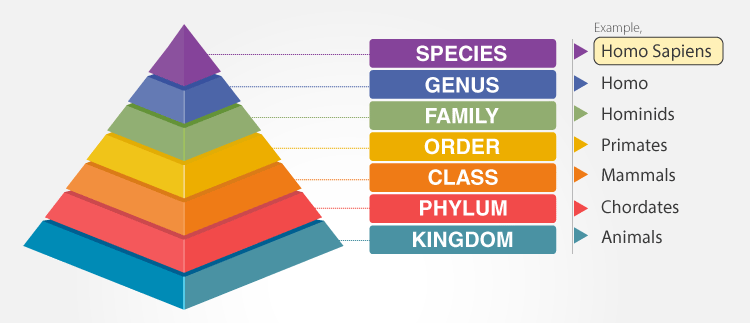 Example,
SPECIES Homo Sapiens
GENUS Homo
FAMILY Hominids
ORDER Primates
CLASS Mammals
PHYLUM Chordates
KINGDOM Animals